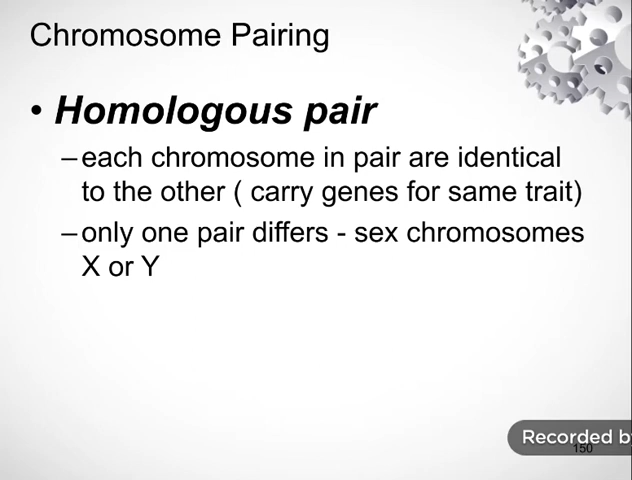 Chromosome Pairing
• Homologous pair
– each chromosome in pair are identical
to the other ( carry genes for same trait)
– only one pair differs - sex chromosomes
X or Y
Recorded by
150